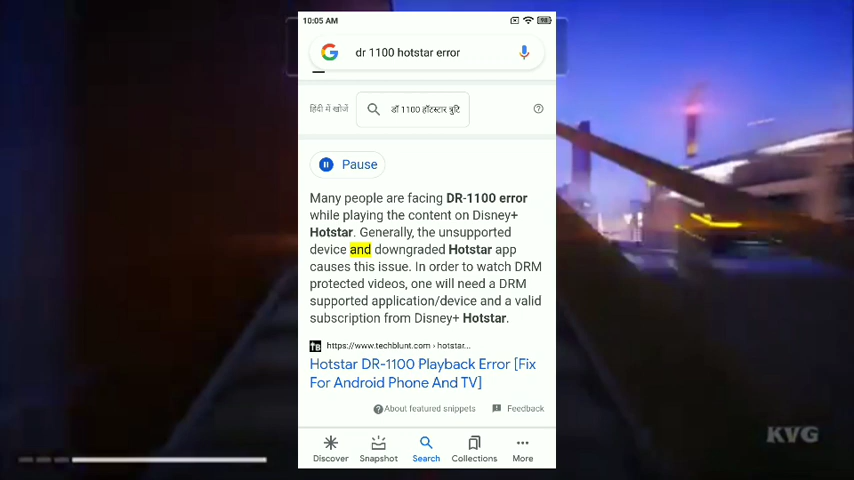 10:05 AM
98
dr 1100 hotstar error
हिंदी में खोजें
डॉ 1100 हॉटस्टार त्रुटि
Pause
Many people are facing DR-1100 error
while playing the content on Disney+
Hotstar. Generally, the unsupported
device and downgraded Hotstar app
causes this issue. In order to watch DRM
protected videos, one will need a DRM
supported application/device and a valid
subscription from Disney+ Hotstar.
https://www.techblunt.com › hotstar...
Hotstar DR-1100 Playback Error [Fix
For Android Phone And TV]
About featured snippets
Feedback
Discover
Snapshot
Search
Collections
More
KVG